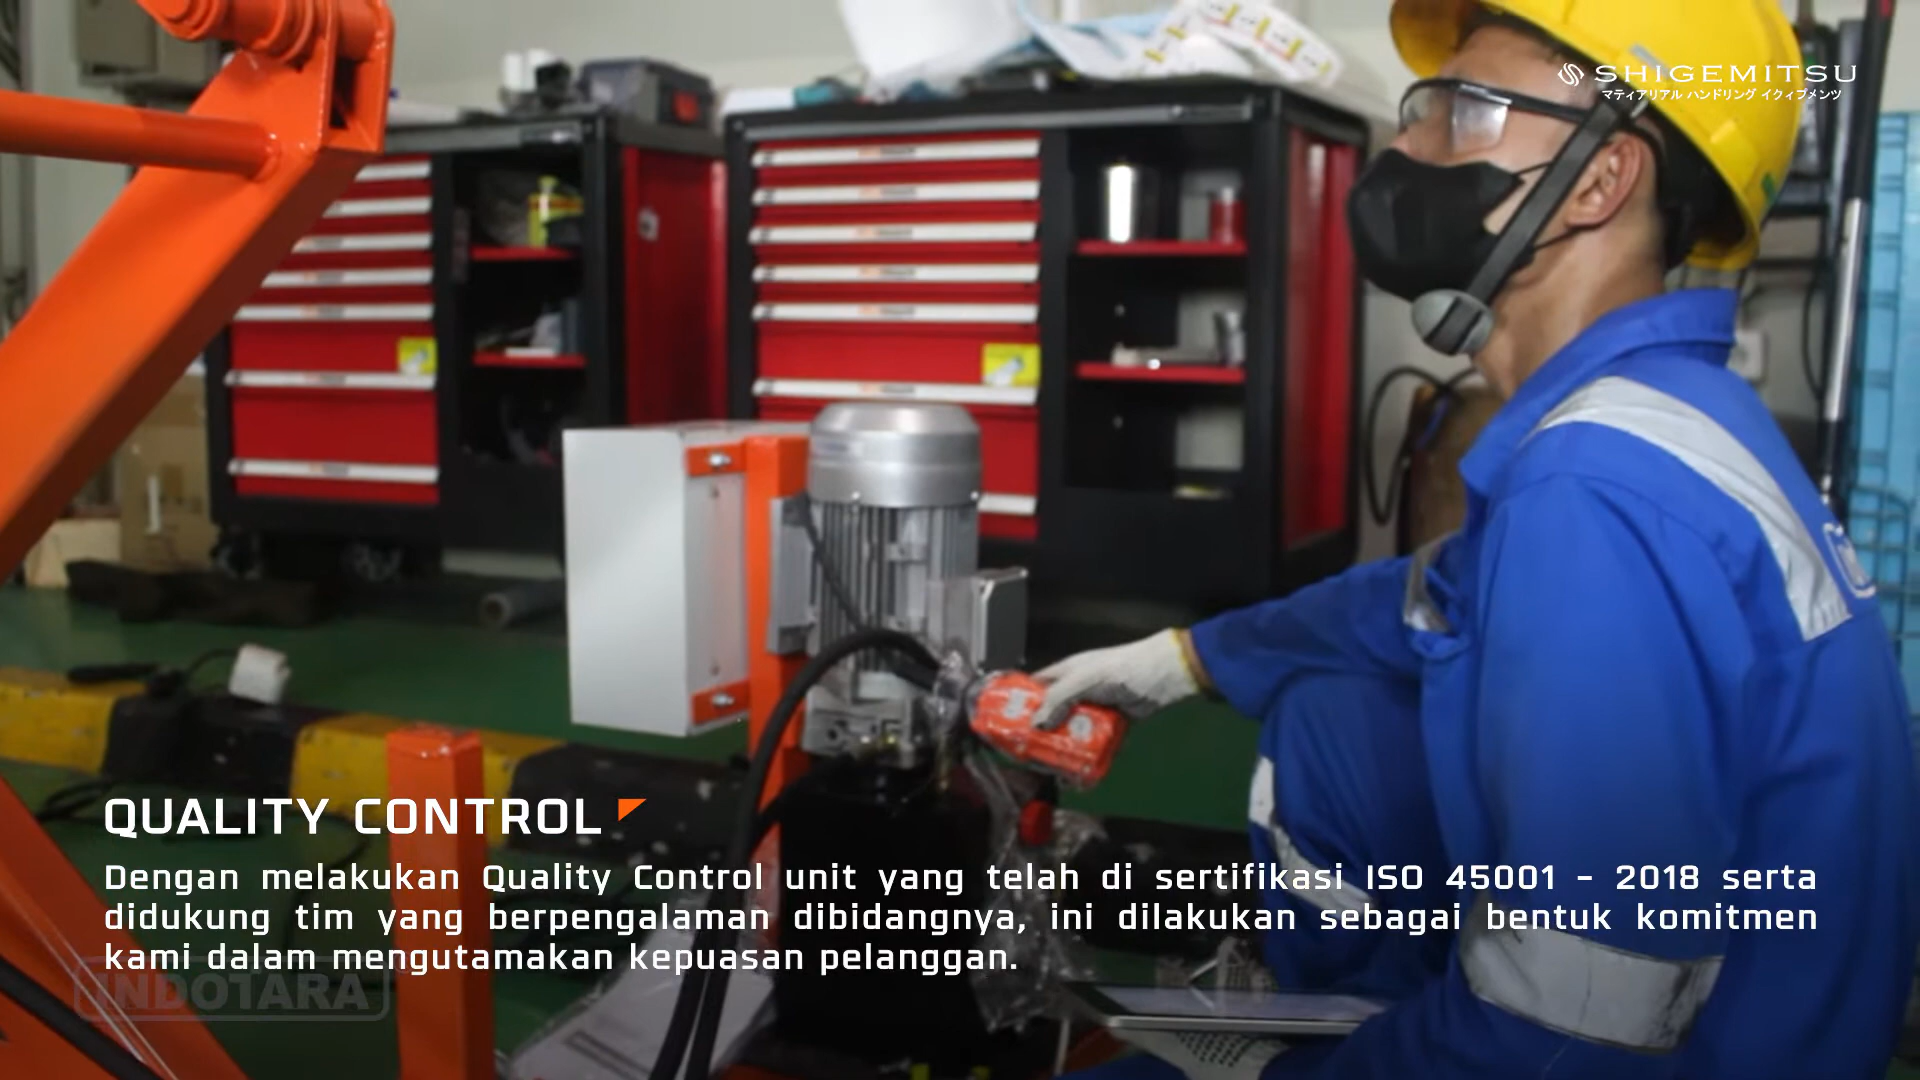 SHIGEMITSU
マティアリアル ハンドリング イクィプメンツ
QUALITY CONTROL
Dengan melakukan Quality Control unit yang telah di sertifikasi ISO 45001 - 2018 serta
didukung tim yang berpengalaman dibidangnya, ini dilakukan sebagai bentuk komitmen
kami dalam mengutamakan kepuasan pelanggan.
INDOTARA